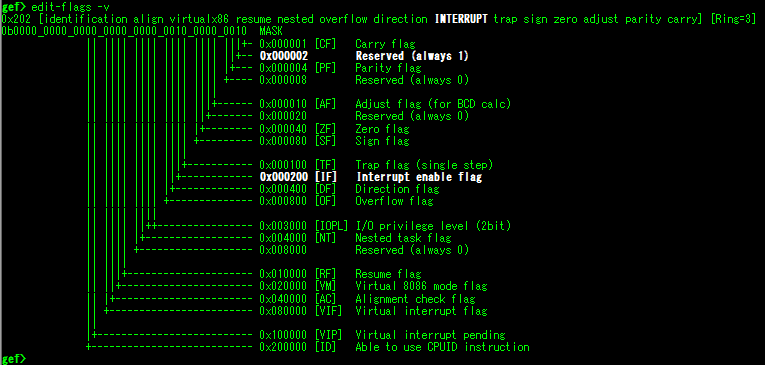 gef> edit-flags -v
0x202 [identification align virtualx86 resume nested overflow direction INTERRUPT trap sign zero adjust parity carry] [Ring=3]
0b0000_0000_0000_0000_0010_0000_0010  MASK
0x000001 [CF]   Carry flag
0x000002        Reserved (always 1)
0x000004 [PF]   Parity flag
0x000008        Reserved (always 0)
0x000010 [AF]   Adjust flag (for BCD calc)
0x000020        Reserved (always 0)
0x000040 [ZF]   Zero flag
0x000080 [SF]   Sign flag
0x000100 [TF]   Trap flag (single step)
0x000200 [IF]   Interrupt enable flag
0x000400 [DF]   Direction flag
0x000800 [OF]   Overflow flag
0x003000 [IOPL] I/O privilege level (2bit)
0x004000 [NT]   Nested task flag
0x008000        Reserved (always 0)
0x010000 [RF]   Resume flag
0x020000 [VM]   Virtual 8086 mode flag
0x040000 [AC]   Alignment check flag
0x080000 [VIF]  Virtual interrupt flag
0x100000 [VIP]  Virtual interrupt pending
0x200000 [ID]   Able to use CPUID instruction
gef>